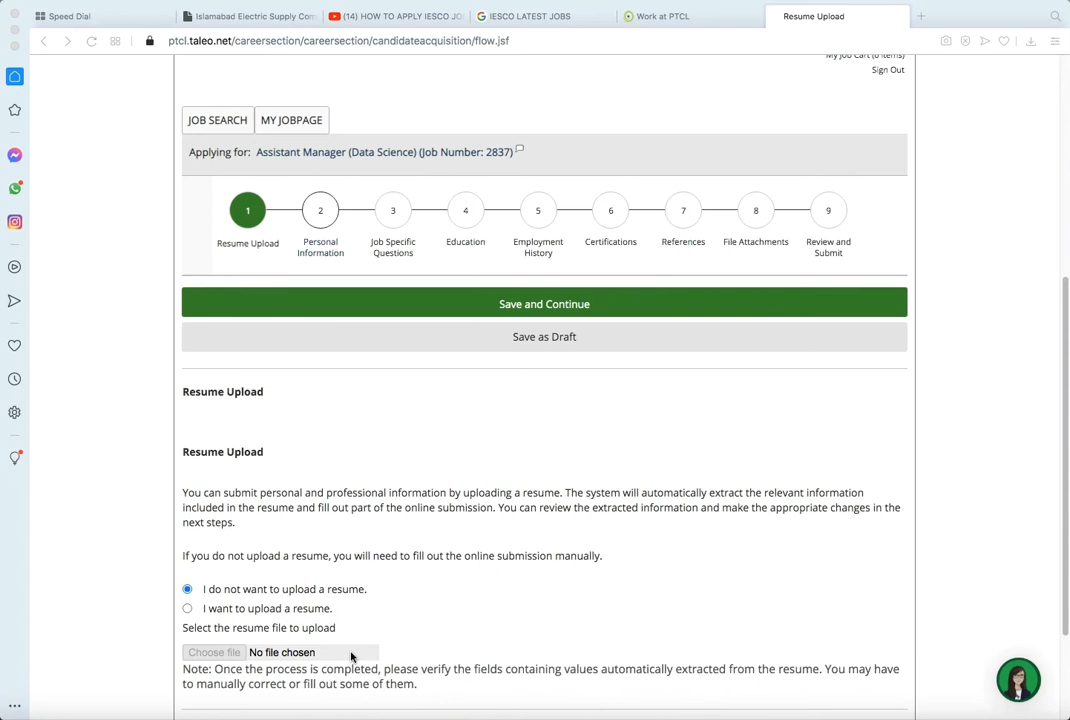 Speed Dial
Islamabad Electric Supply Com
(14) HOW TO APPLY IESCO JO
IESCO LATEST JOBS
Work at PTCL
Resume Upload
ptcl.taleo.net/careersection/careersection/candidateacquisition/flow.jsf
My Job Cart (0 items)
Sign Out
JOB SEARCH
MY JOBPAGE
Applying for: Assistant Manager (Data Science) (Job Number: 2837)
1
2
3
4
5
6
7
8
9
Resume Upload
Personal
Information
Job Specific
Questions
Education
Employment
History
Certifications
References
File Attachments
Review and
Submit
Save and Continue
Save as Draft
Resume Upload
Resume Upload
You can submit personal and professional information by uploading a resume. The system will automatically extract the relevant information
included in the resume and fill out part of the online submission. You can review the extracted information and make the appropriate changes in the
next steps.
If you do not upload a resume, you will need to fill out the online submission manually.
I do not want to upload a resume.
I want to upload a resume.
Select the resume file to upload
Choose file No file chosen
Note: Once the process is completed, please verify the fields containing values automatically extracted from the resume. You may have
to manually correct or fill out some of them.